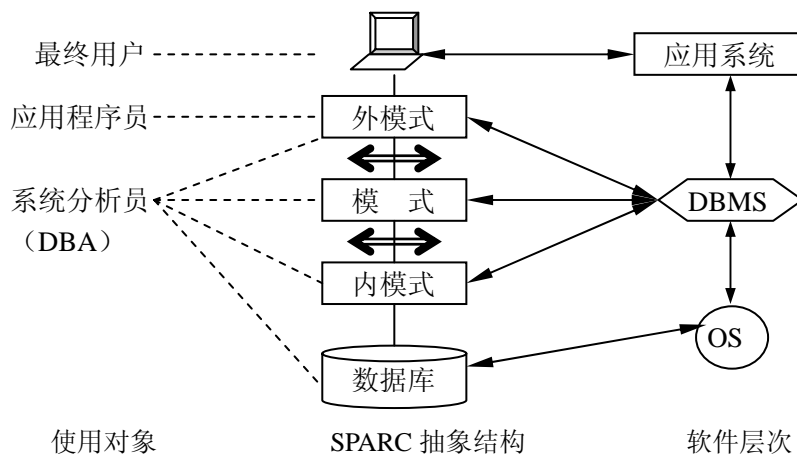 最终用户
应用系统
应用程序员
外模式
系统分析员
（DBA）
模 式
DBMS
内模式
OS
数据库
使用对象
SPARC 抽象结构
软件层次